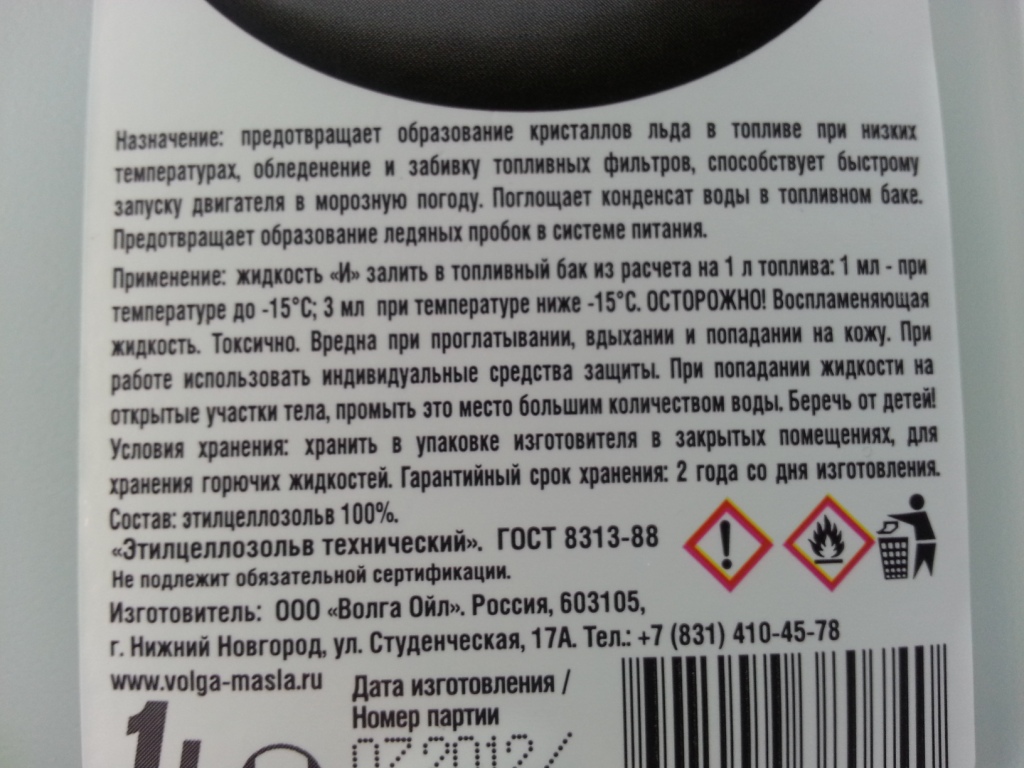 Назначение: предотвращает образование кристаллов льда в топливе при низких
температурах, обледенение и забивку топливных фильтров, способствует быстрому
запуску двигателя в морозную погоду. Поглощает конденсат воды в топливном баке.
Предотвращает образование ледяных пробок в системе питания.
Применение: жидкость «И» залить в топливный бак из расчета на 1 л топлива: 1 мл - при
температуре до -15°С; 3 мл при температуре ниже -15°С. ОСТОРОЖНО! Воспламеняющая
жидкость. Токсично. Вредна при проглатывании, вдыхании и попадании на кожу. При
работе использовать индивидуальные средства защиты. При попадании жидкости на
открытые участки тела, промыть это место большим количеством воды. Беречь от детей!
Условия хранения: хранить в упаковке изготовителя в закрытых помещениях, для
хранения горючих жидкостей. Гарантийный срок хранения: 2 года со дня изготовления.
Состав: этилцеллозольв 100%.
«Этилцеллозольв технический». ГОСТ 8313-88
Не подлежит обязательной сертификации.
Изготовитель: ООО «Волга Ойл». Россия, 603105,
г. Нижний Новгород, ул. Студенческая, 17А. Тел.: +7 (831) 410-45-78
www.volga-masla.ru
Дата изготовления /
Номер партии
07.2012/